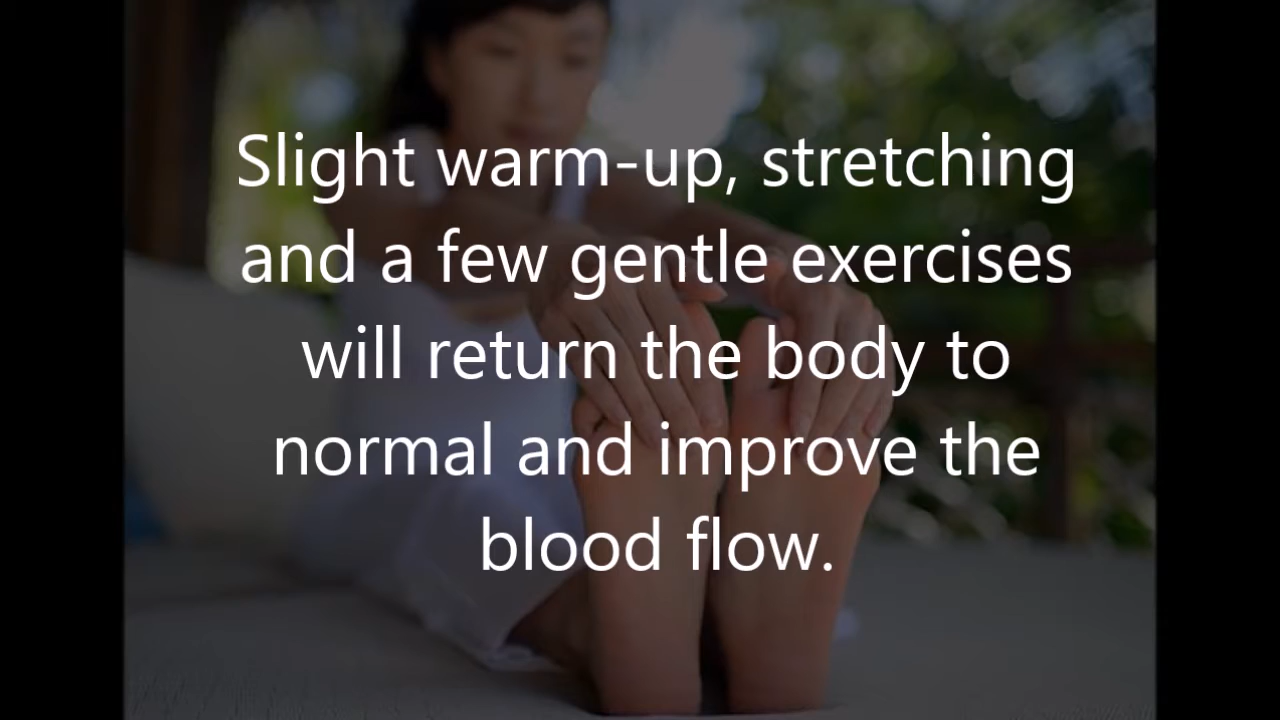 Slight warm-up, stretching
and a few gentle exercises
will return the body to
normal and improve the
blood flow.